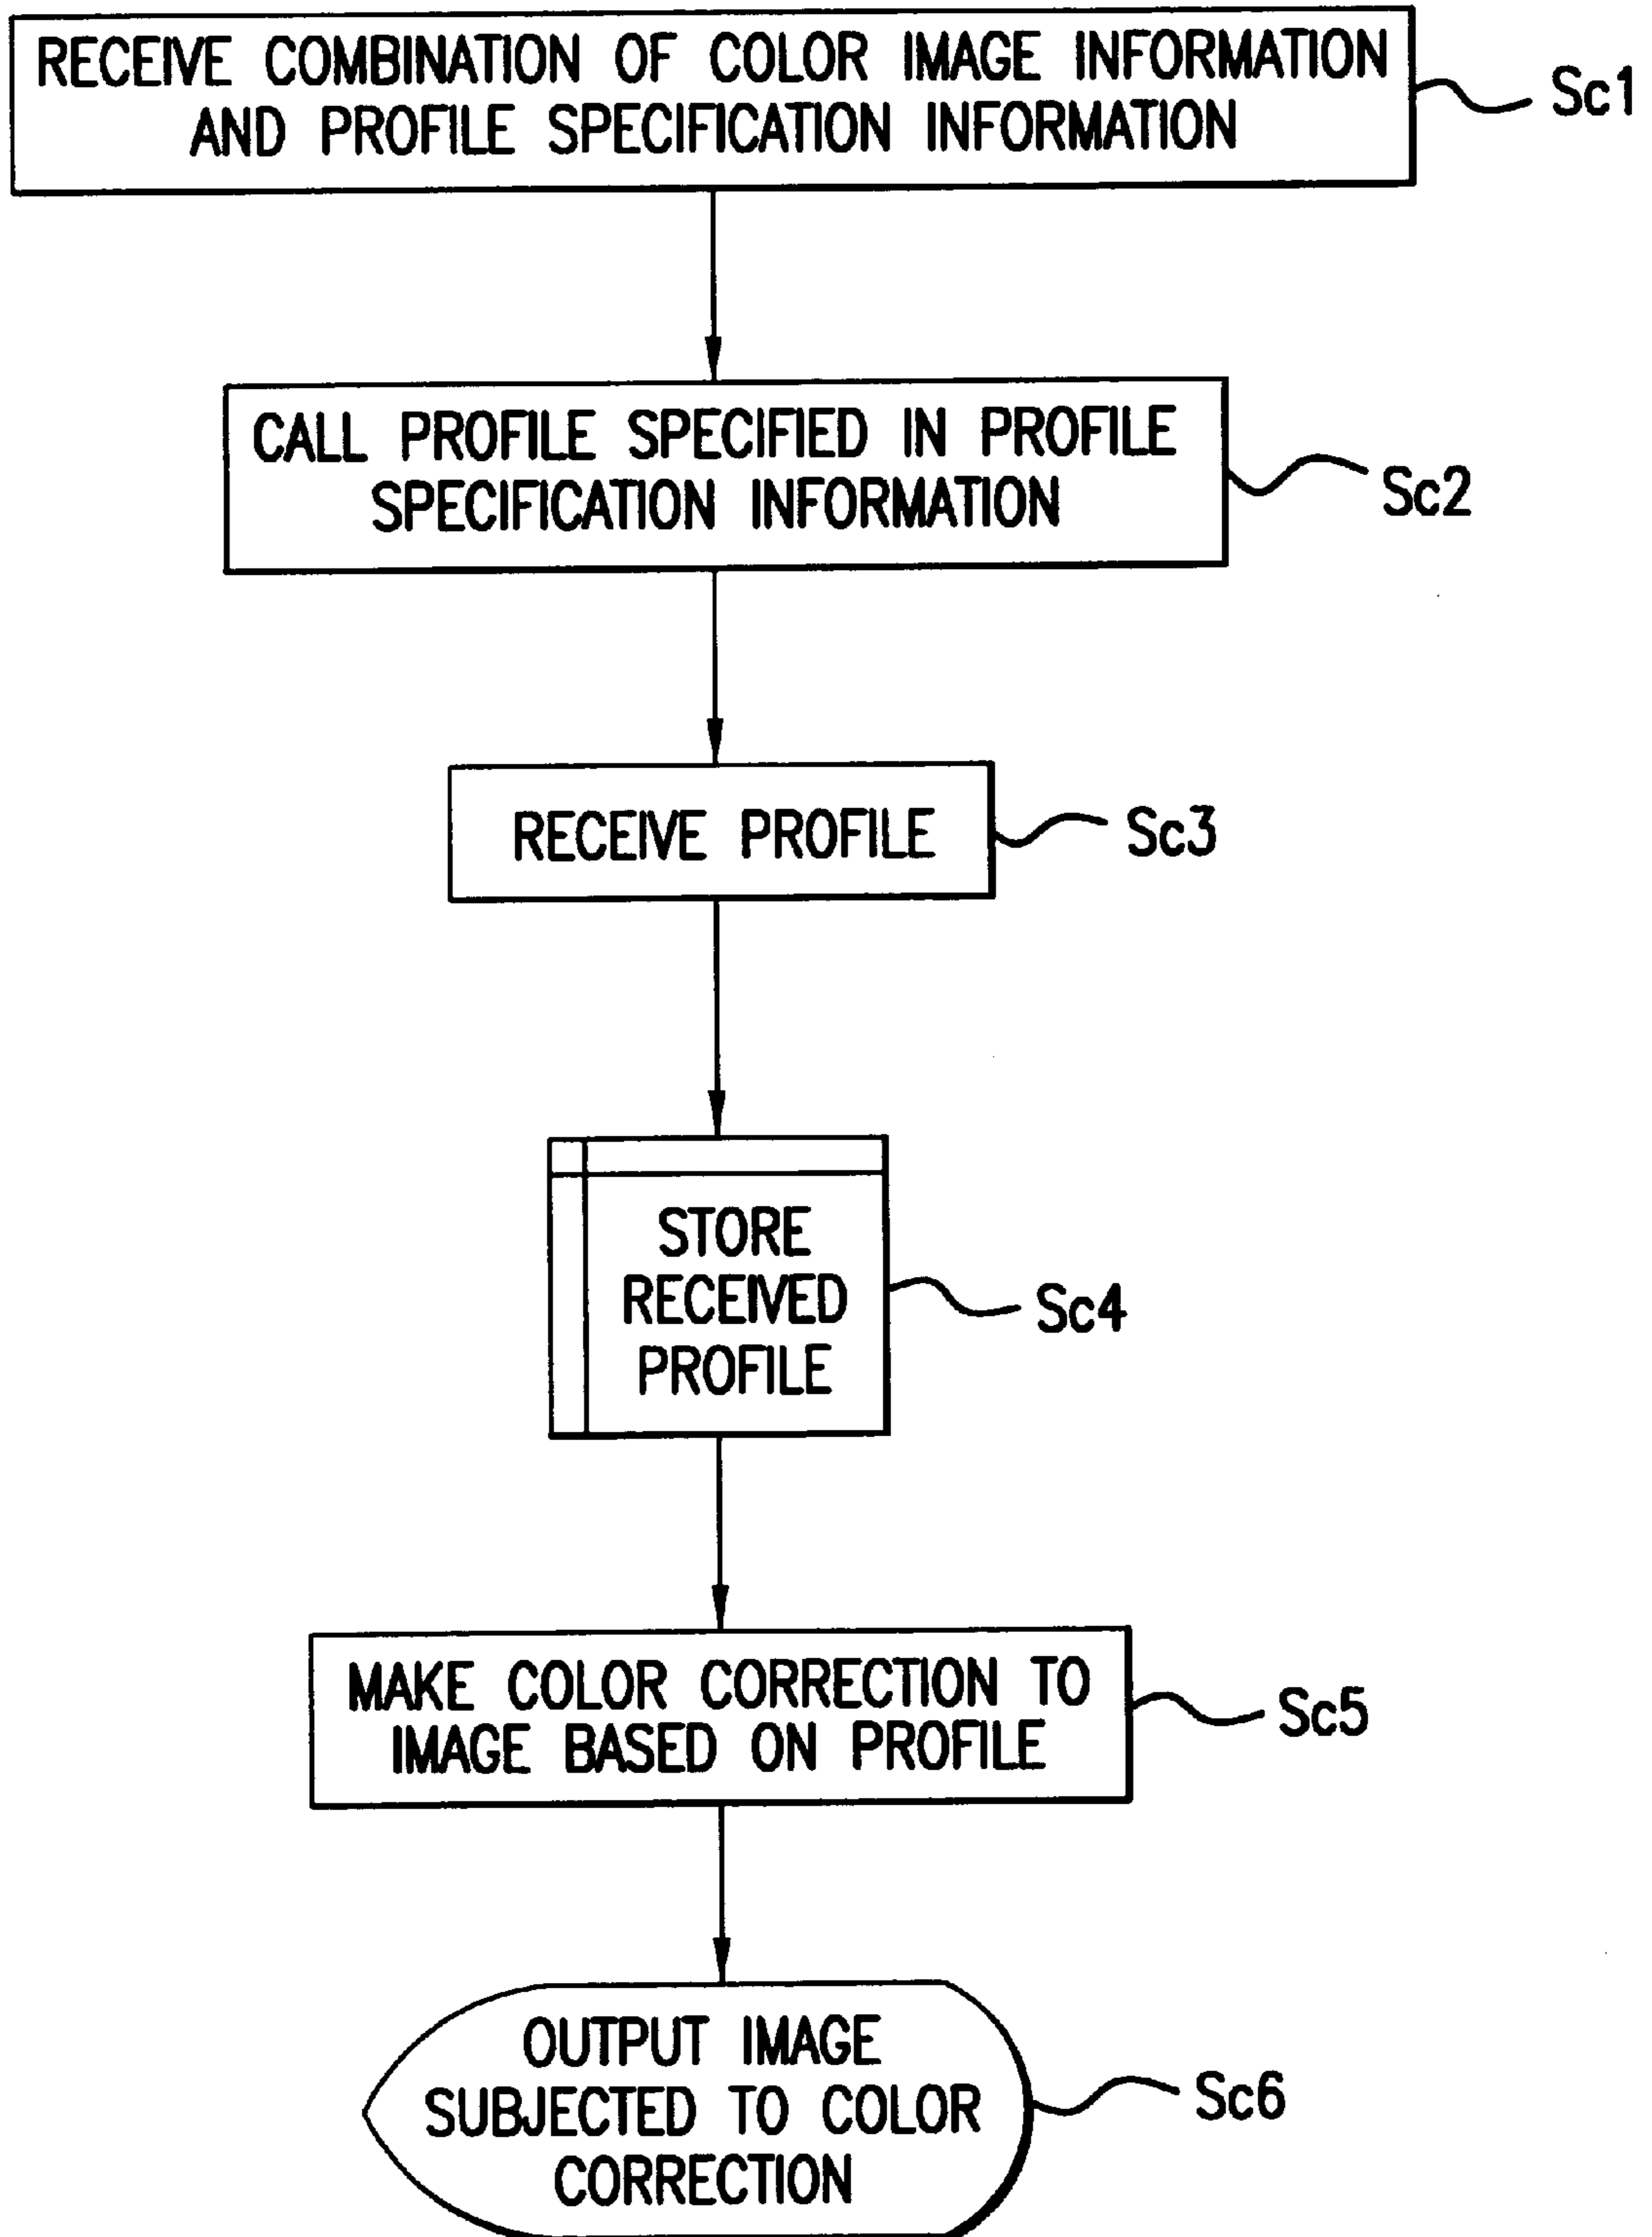 RECEIVE COMBINATION OF COLOR IMAGE INFORMATION
AND PROFILE SPECIFICATION INFORMATION
Sc1
CALL PROFILE SPECIFIED IN PROFILE
SPECIFICATION INFORMATION
Sc2
RECEIVE PROFILE
Sc3
STORE
RECEIVED
PROFILE
Sc4
MAKE COLOR CORRECTION TO
IMAGE BASED ON PROFILE
Sc5
OUTPUT IMAGE
SUBJECTED TO COLOR
CORRECTION
Sc6